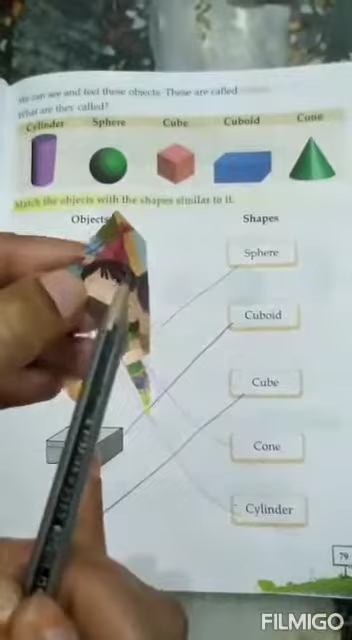 can see and feel these objects. These are called
What are they called?
Cylinder Sphere Cube Cuboid Cone
Match the objects with the shapes similar to it.
Objects Shapes
Sphere
Cuboid
Cube
Cone
Cylinder
79
FILMIGO